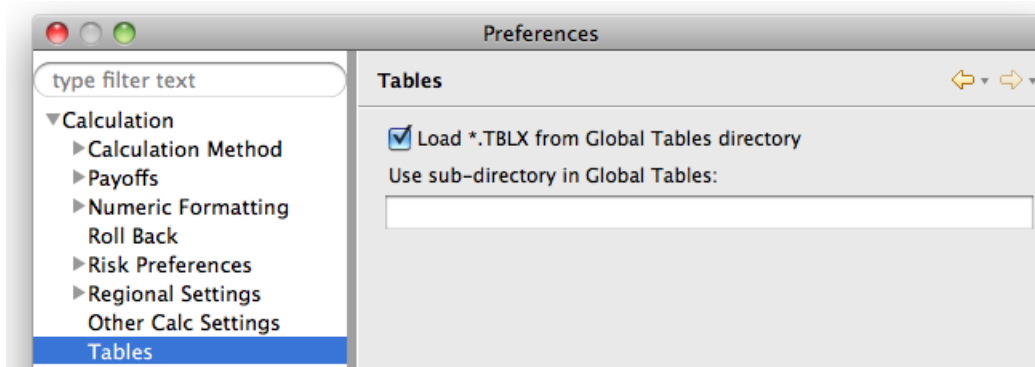 Preferences
type filter text
Calculation
Calculation Method
Payoffs
Numeric Formatting
Roll Back
Risk Preferences
Regional Settings
Other Calc Settings
Tables
Tables
Load *.TBLX from Global Tables directory
Use sub-directory in Global Tables: